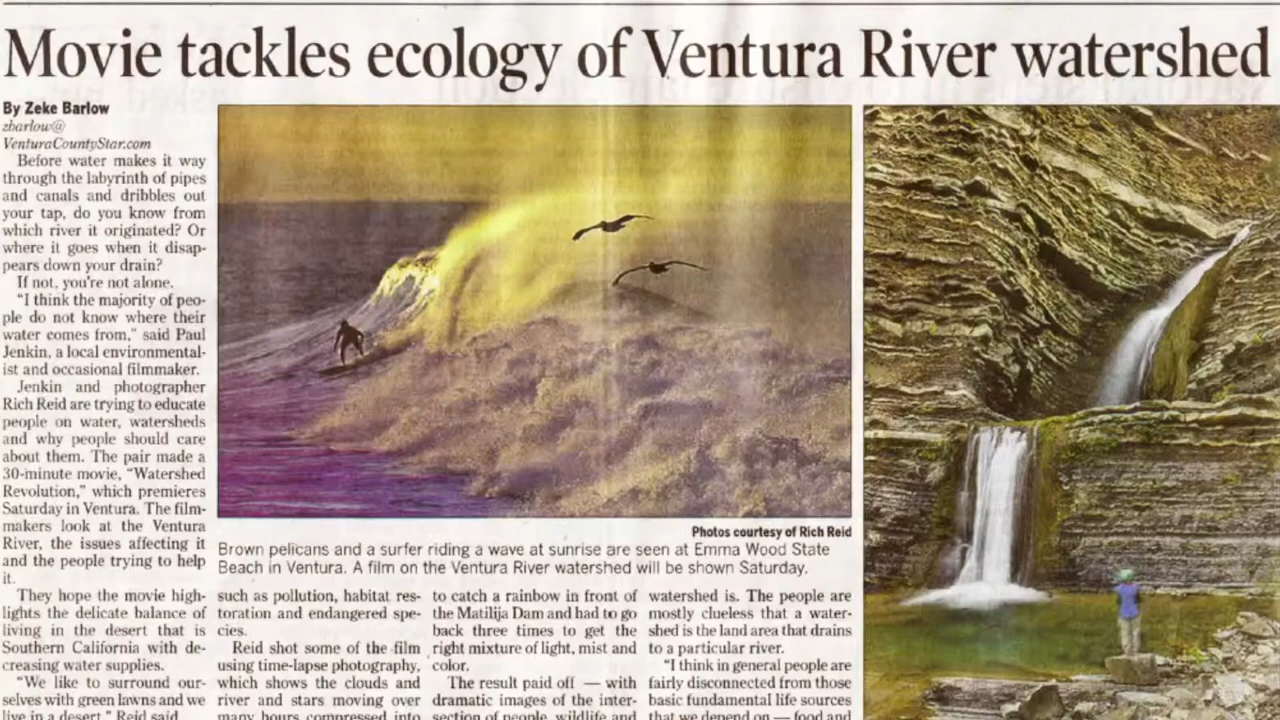 Movie tackles ecology of Ventura River watershed
By Zeke Barlow
zbarlow@
VenturaCountyStar.com
Before water makes it way
through the labyrinth of pipes
and canals and dribbles out
your tap, do you know from
which river it originated? Or
where it goes when it disap-
pears down your drain?
If not, you're not alone.
"I think the majority of peo-
ple do not know where their
water comes from," said Paul
Jenkin, a local environmental-
ist and occasional filmmaker.
Jenkin and photographer
Rich Reid are trying to educate
people on water, watersheds
and why people should care
about them. The pair made a
30-minute movie, "Watershed
Revolution," which premieres
Saturday in Ventura. The film-
makers look at the Ventura
River, the issues affecting it
and the people trying to help
it.
They hope the movie high-
lights the delicate balance of
living in the desert that is
Southern California with de-
creasing water supplies.
"We like to surround our-
selves with green lawns and we
live in a desert," Reid said
Photos courtesy of Rich Reid
Brown pelicans and a surfer riding a wave at sunrise are seen at Emma Wood State
Beach in Ventura. A film on the Ventura River watershed will be shown Saturday.
such as pollution, habitat res-
toration and endangered spe-
cies.
Reid shot some of the film
using time-lapse photography,
which shows the clouds and
river and stars moving over
many hours compressed into
to catch a rainbow in front of
the Matilija Dam and had to go
back three times to get the
right mixture of light, mist and
color.
The result paid off — with
dramatic images of the inter-
section of people, wildlife and
watershed is. The people are
mostly clueless that a water-
shed is the land area that drains
to a particular river.
"I think in general people are
fairly disconnected from those
basic fundamental life sources
that we depend on — food and